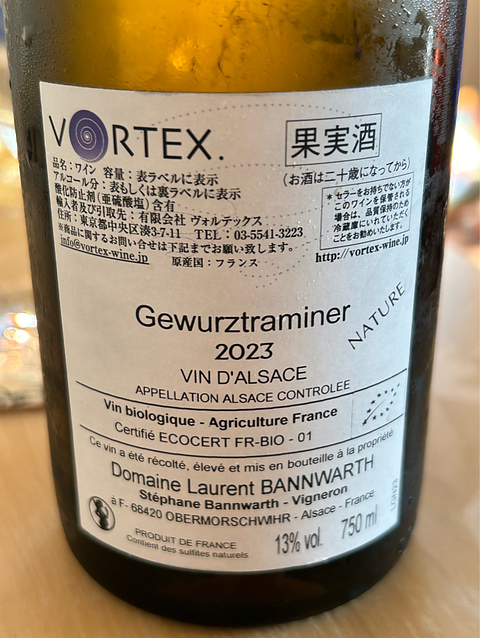 VORTEX.
果実酒
(お酒は二十歳になってから)
品名：ワイン 容量：表ラベルに表示
アルコール分：表もしくは裏ラベルに表示
酸化防止剤(亜硫酸塩)含有
輸入者及び引取先：有限会社 ヴォルテックス
住所：東京都中央区湊3-7-11 TEL：03-5541-3223
※商品に関するお問い合せは下記までお願い致します。
info@vortex-wine.jp
原産国：フランス
*セラーをお持ちでない方が
このワインを保管される
場合は、品質保持のため
冷蔵庫にいれていただく
ことをお勧めいたします。
http://vortex-wine.jp
Gewurztraminer
NATURE
2023
VIN D'ALSACE
APPELLATION ALSACE CONTROLEE
Vin biologique - Agriculture France
Certifié ECOCERT FR-BIO - 01
Ce vin a été récolté, élevé et mis en bouteille à la propriété
Domaine Laurent BANNWARTH
Stéphane Bannwarth - Vigneron
à F- 68420 OBERMORSCHWIHR - Alsace - France
PRODUIT DE FRANCE
Contient des sulfites naturels
13% vol.
750 ml